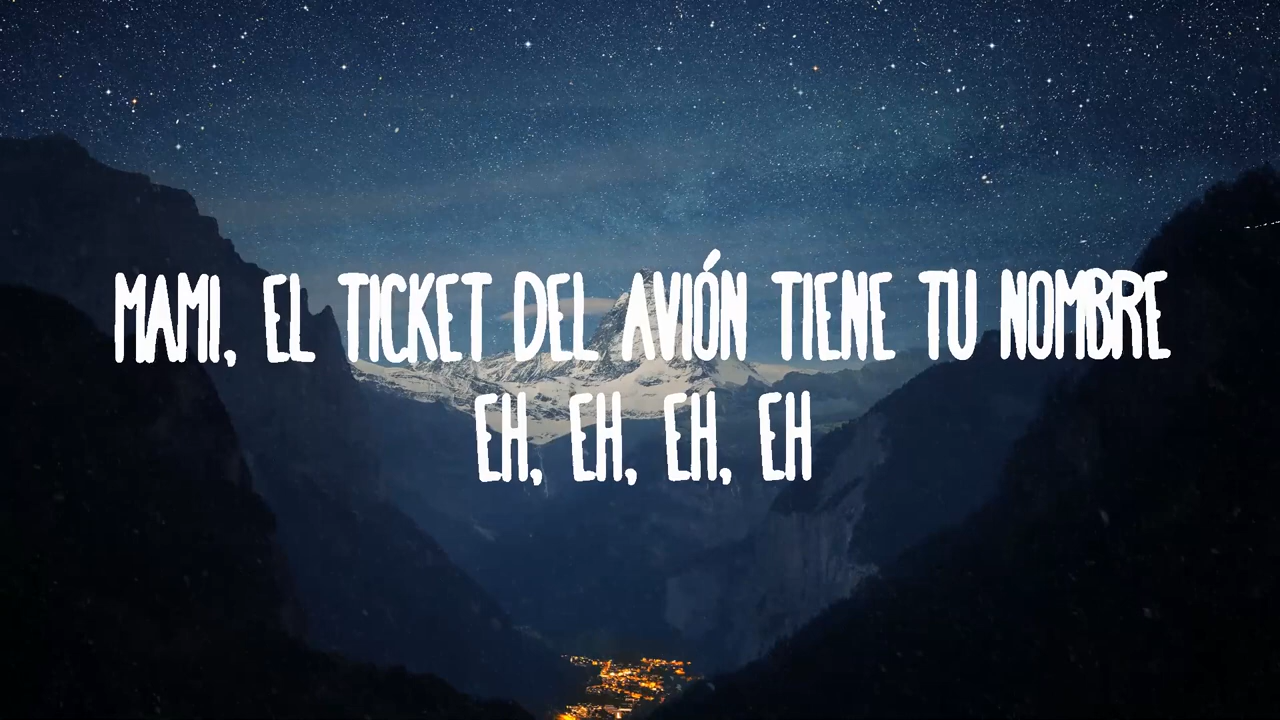 MAMI, EL TICKET DEL AVIÓN TIENE TU NOMBRE
EH, EH, EH, EH